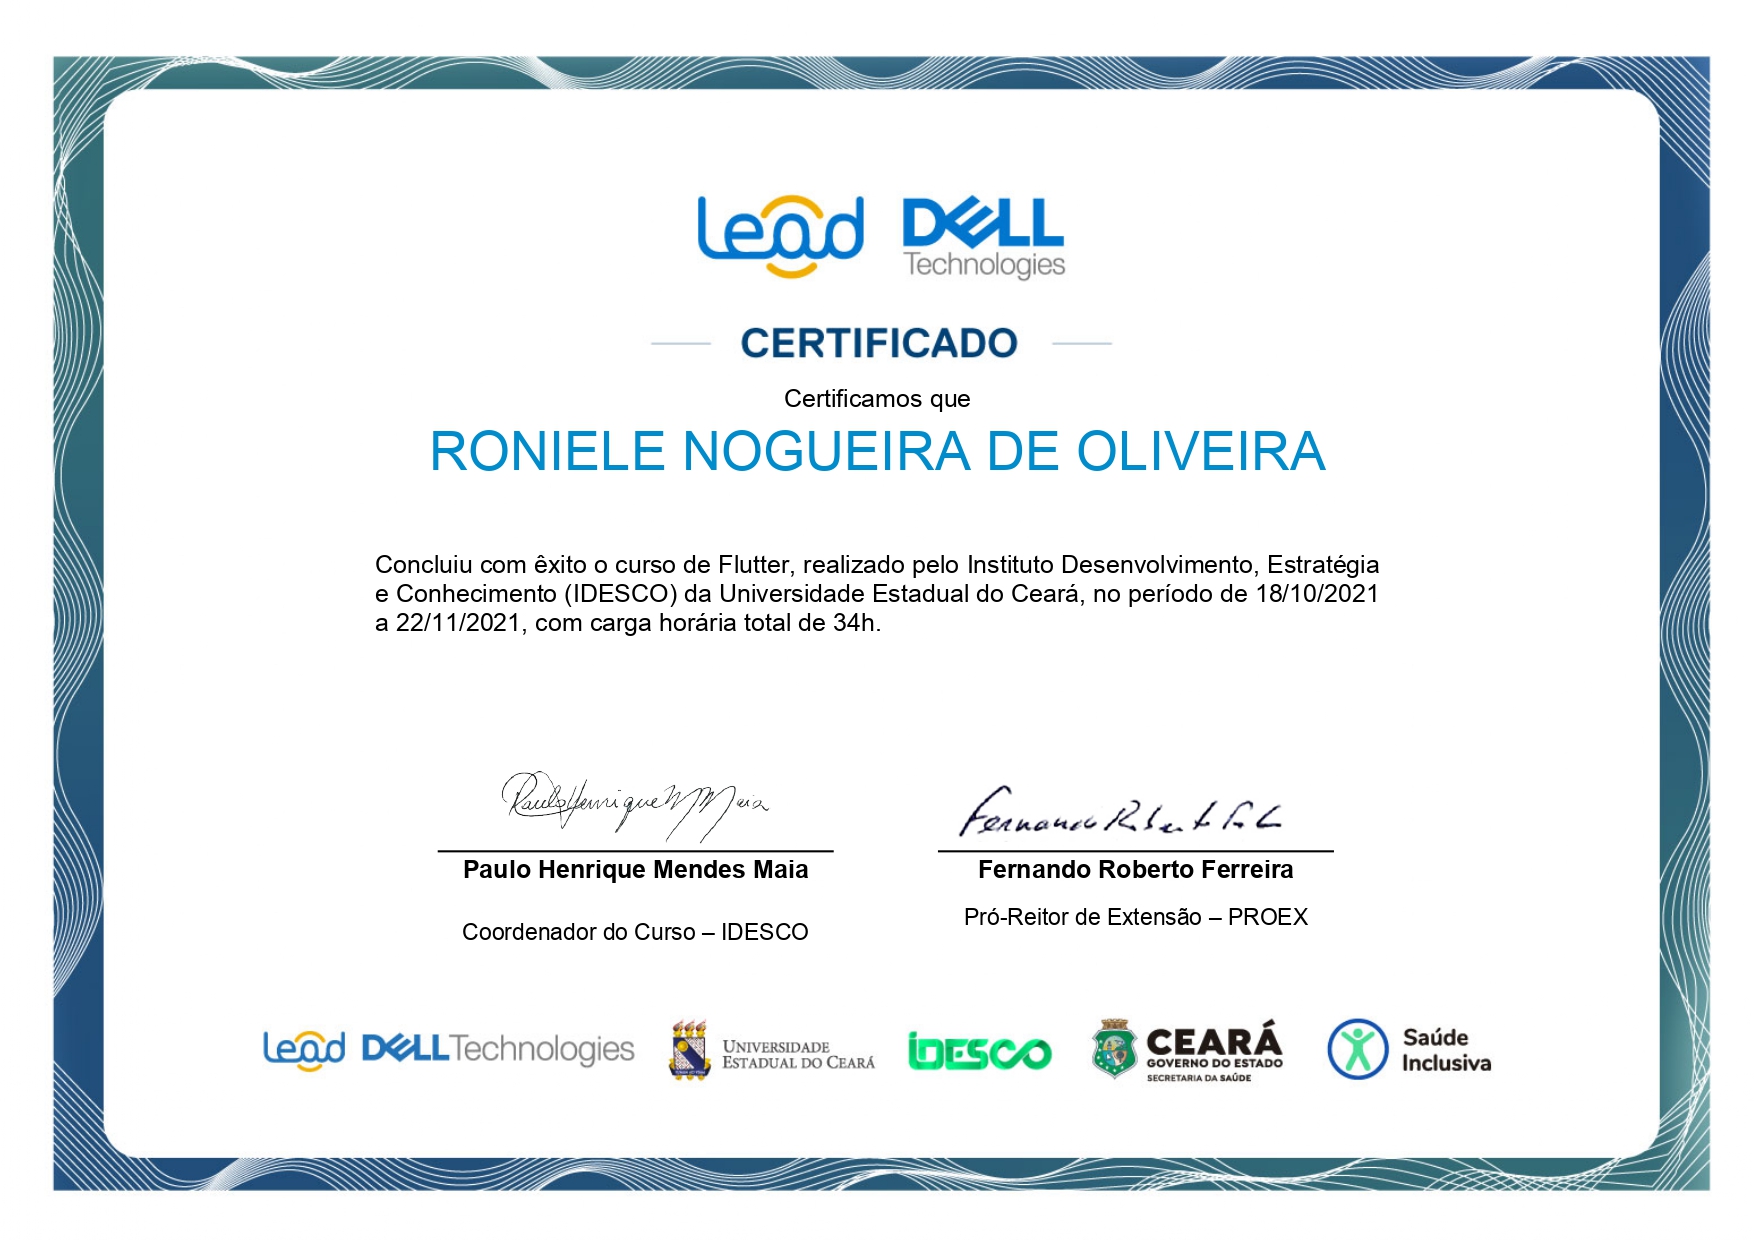 Lead DELL Technologies
CERTIFICADO
Certificamos que
RONIELE NOGUEIRA DE OLIVEIRA
Concluiu com êxito o curso de Flutter, realizado pelo Instituto Desenvolvimento, Estratégia
e Conhecimento (IDESCO) da Universidade Estadual do Ceará, no período de 18/10/2021
a 22/11/2021, com carga horária total de 34h.
Paulo Henrique M Maia
Paulo Henrique Mendes Maia
Coordenador do Curso – IDESCO
Fernando Roberto
Fernando Roberto Ferreira
Pró-Reitor de Extensão – PROEX
Lead DELL Technologies
UNIVERSIDADE
ESTADUAL DO CEARÁ
iDESCO
CEARÁ
GOVERNO DO ESTADO
SECRETARIA DA SAÚDE
Saúde
Inclusiva